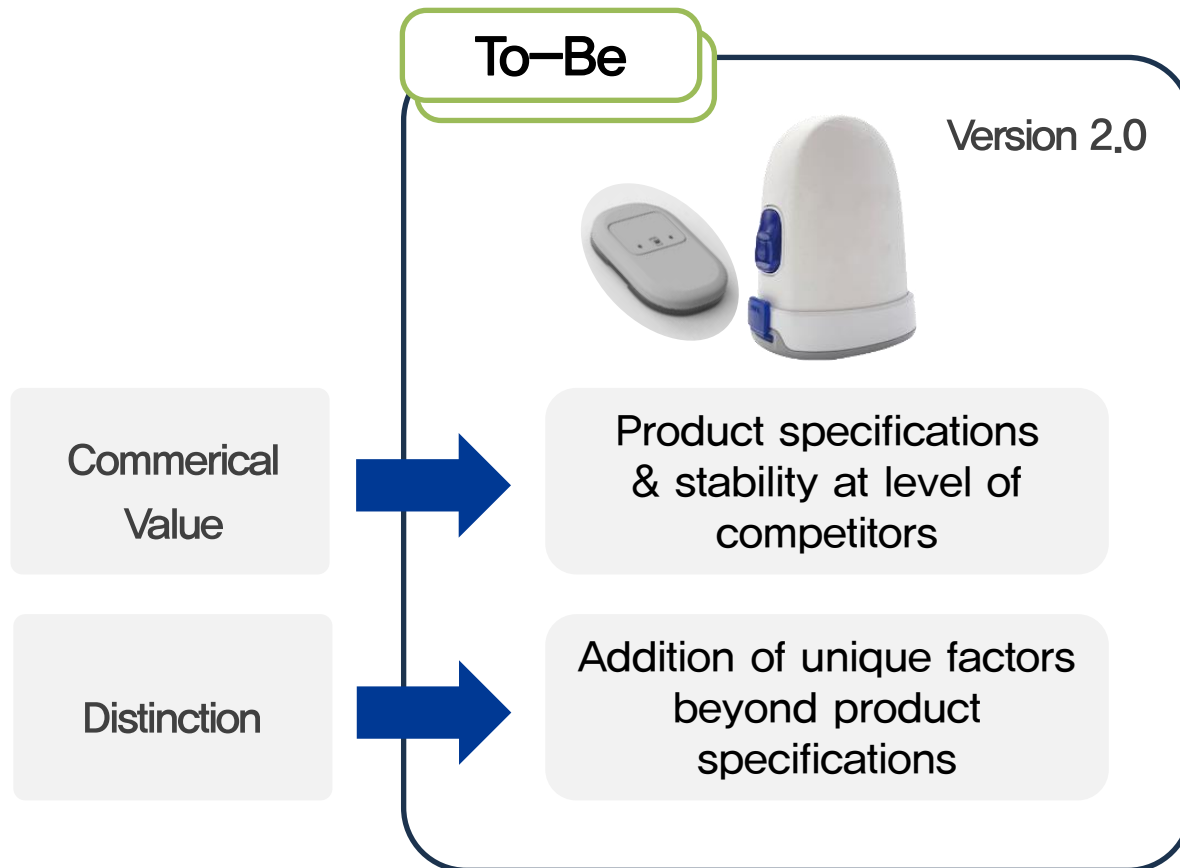 To-Be
Version 2.0
Commerical
Value
Product specifications
& stability at level of
competitors
Distinction
Addition of unique factors
beyond product
specifications